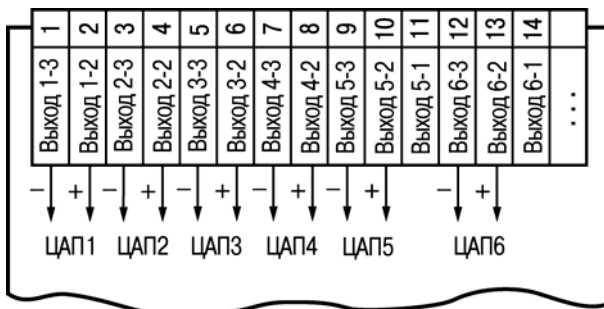 1 2 3 4 5 6 7 8 9 10 11 12 13 14
Выход 1-3 Выход 1-2 Выход 2-3 Выход 2-2 Выход 3-3 Выход 3-2 Выход 4-3 Выход 4-2 Выход 5-3 Выход 5-2 Выход 5-1 Выход 6-3 Выход 6-2 Выход 6-1 ...
− + − + − + − + − + − +
ЦАП1 ЦАП2 ЦАП3 ЦАП4 ЦАП5 ЦАП6